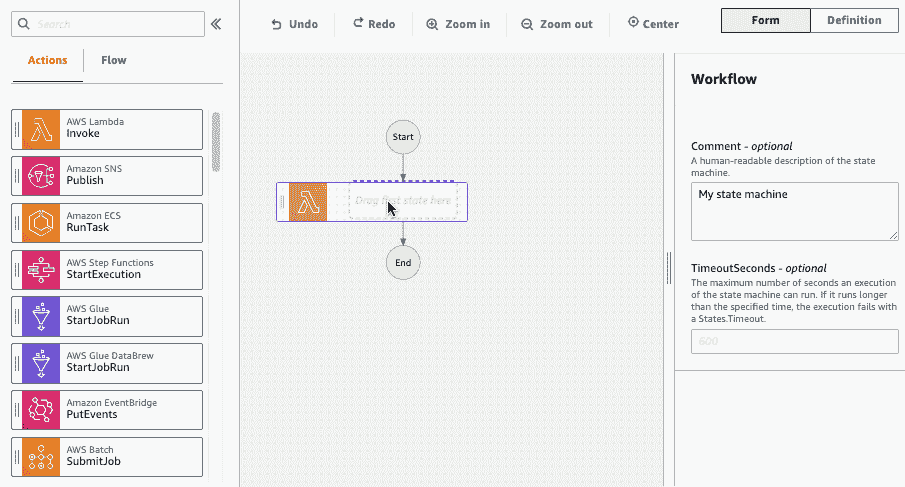 Search
Undo
Redo
Zoom in
Zoom out
Center
Form
Definition
Actions
Flow
AWS Lambda
Invoke
Amazon SNS
Publish
Amazon ECS
RunTask
AWS Step Functions
StartExecution
AWS Glue
StartJobRun
AWS Glue DataBrew
StartJobRun
Amazon EventBridge
PutEvents
AWS Batch
SubmitJob
Start
Drag first state here
End
Workflow
Comment - optional
A human-readable description of the state
machine.
My state machine
TimeoutSeconds - optional
The maximum number of seconds an execution
of the state machine can run. If it runs longer
than the specified time, the execution fails with
a States.Timeout.
600